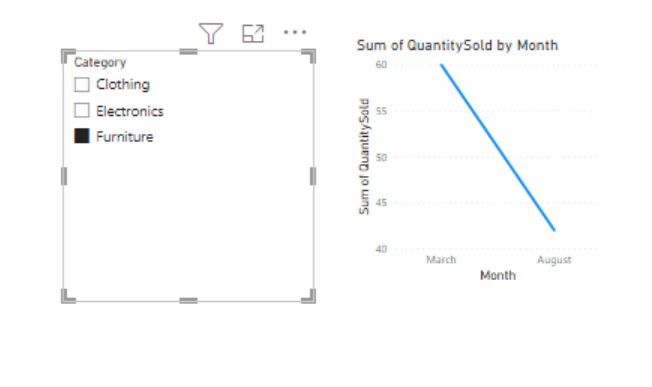 Category
Clothing
Electronics
Furniture
Sum of QuantitySold by Month
Sum of QuantitySold
60
55
50
45
40
March August
Month